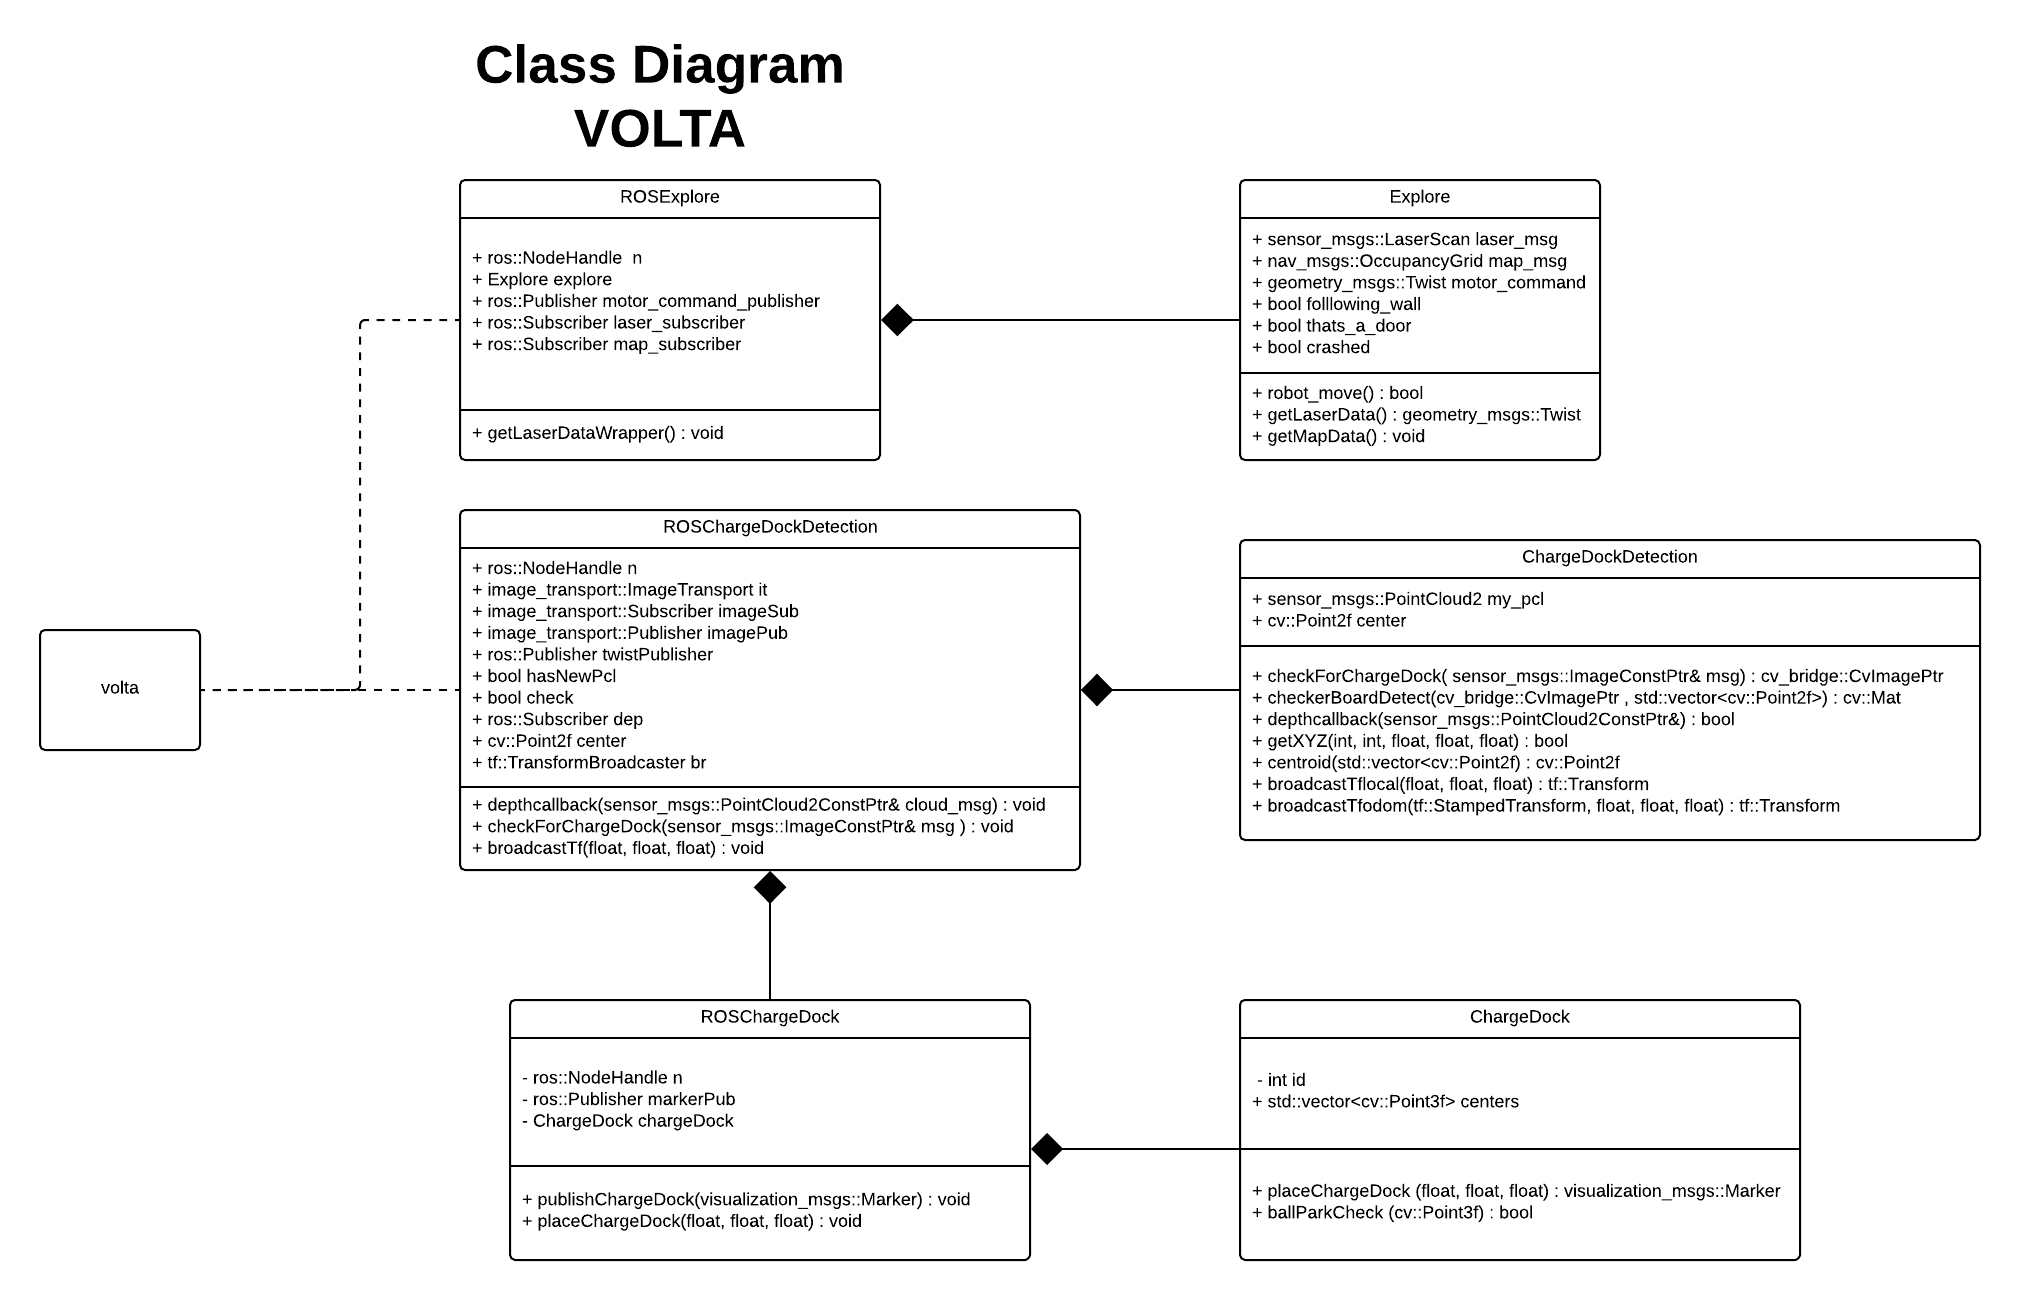 Class Diagram
VOLTA
ROSExplore
+ ros::NodeHandle  n
+ Explore explore
+ ros::Publisher motor_command_publisher
+ ros::Subscriber laser_subscriber
+ ros::Subscriber map_subscriber
+ getLaserDataWrapper() : void
Explore
+ sensor_msgs::LaserScan laser_msg
+ nav_msgs::OccupancyGrid map_msg
+ geometry_msgs::Twist motor_command
+ bool folllowing_wall
+ bool thats_a_door
+ bool crashed
+ robot_move() : bool
+ getLaserData() : geometry_msgs::Twist
+ getMapData() : void
volta
ROSChargeDockDetection
+ ros::NodeHandle n
+ image_transport::ImageTransport it
+ image_transport::Subscriber imageSub
+ image_transport::Publisher imagePub
+ ros::Publisher twistPublisher
+ bool hasNewPcl
+ bool check
+ ros::Subscriber dep
+ cv::Point2f center
+ tf::TransformBroadcaster br
+ depthcallback(sensor_msgs::PointCloud2ConstPtr& cloud_msg) : void
+ checkForChargeDock(sensor_msgs::ImageConstPtr& msg ) : void
+ broadcastTf(float, float, float) : void
ChargeDockDetection
+ sensor_msgs::PointCloud2 my_pcl
+ cv::Point2f center
+ checkForChargeDock( sensor_msgs::ImageConstPtr& msg) : cv_bridge::CvImagePtr
+ checkerBoardDetect(cv_bridge::CvImagePtr , std::vector<cv::Point2f>) : cv::Mat
+ depthcallback(sensor_msgs::PointCloud2ConstPtr&) : bool
+ getXYZ(int, int, float, float, float) : bool
+ centroid(std::vector<cv::Point2f) : cv::Point2f
+ broadcastTflocal(float, float, float) : tf::Transform
+ broadcastTfodom(tf::StampedTransform, float, float, float) : tf::Transform
ROSChargeDock
- ros::NodeHandle n
- ros::Publisher markerPub
- ChargeDock chargeDock
+ publishChargeDock(visualization_msgs::Marker) : void
+ placeChargeDock(float, float, float) : void
ChargeDock
- int id
+ std::vector<cv::Point3f> centers
+ placeChargeDock (float, float, float) : visualization_msgs::Marker
+ ballParkCheck (cv::Point3f) : bool